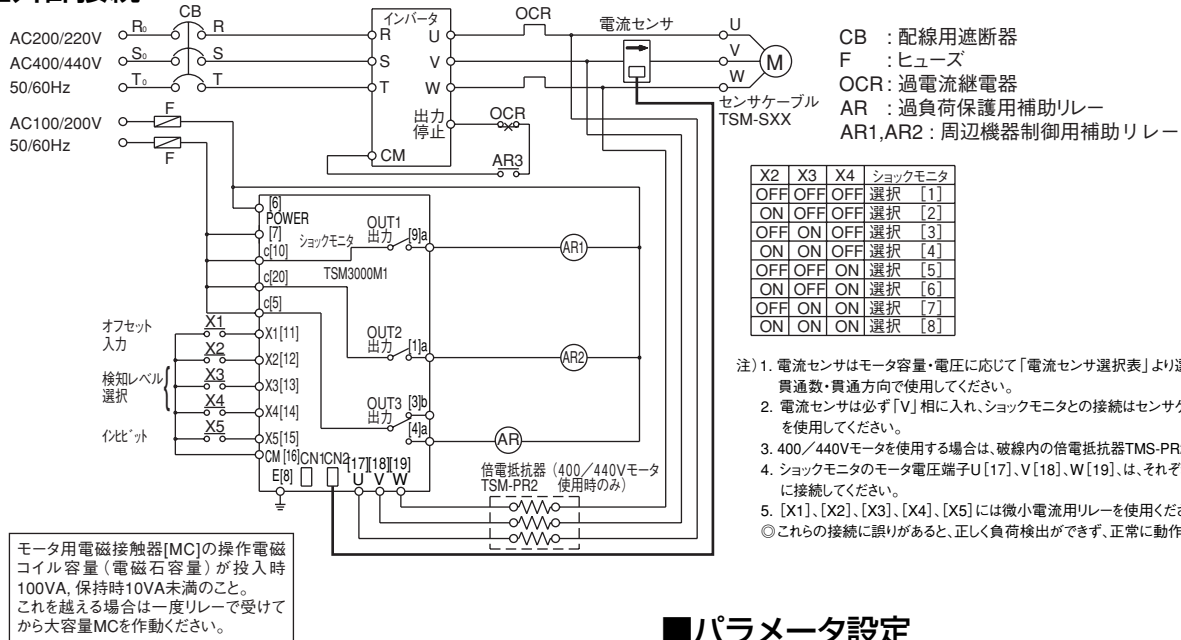 CB
AC200/220V
AC400/440V
50/60Hz
R₀
S₀
T₀
R
S
T
AC100/200V
50/60Hz
F
F
インバータ
R
S
T
U
V
W
出力
停止
CM
OCR
OCR
AR3
電流センサ
U
V
W
M
センサケーブル
TSM-SXX
CB :配線用遮断器
F :ヒューズ
OCR:過電流継電器
AR :過負荷保護用補助リレー
AR1,AR2:周辺機器制御用補助リレー
X2 X3 X4 ショックモニタ
OFF OFF OFF 選択 [1]
ON OFF OFF 選択 [2]
OFF ON OFF 選択 [3]
ON ON OFF 選択 [4]
OFF OFF ON 選択 [5]
ON OFF ON 選択 [6]
OFF ON ON 選択 [7]
ON ON ON 選択 [8]
[6]
POWER
[7]
c[10]
ショックモニタ
TSM3000M1
c[20]
c[5]
OUT1
出力
[9]a
AR1
OUT2
出力
[1]a
AR2
OUT3
出力
[3]b
[4]a
AR
オフセット
入力
検知レベル
選択
インヒビット
X1
X2
X3
X4
X5
X1[11]
X2[12]
X3[13]
X4[14]
X5[15]
CM[16]
E[8]
CN1
CN2
[17][18][19]
U V W
倍電抵抗器(400/440Vモータ
TSM-PR2 使用時のみ)
注)1. 電流センサはモータ容量・電圧に応じて「電流センサ選択表」より
貫通数・貫通方向で使用してください。
2. 電流センサは必ず「V」相に入れ、ショックモニタとの接続はセンサ
を使用してください。
3. 400/440Vモータを使用する場合は、破線内の倍電抵抗器TMS-PR
4. ショックモニタのモータ電圧端子U[17]、V[18]、W[19]、は、それぞ
に接続してください。
5. [X1]、[X2]、[X3]、[X4]、[X5]には微小電流用リレーを使用くだ
◎これらの接続に誤りがあると、正しく負荷検出ができず、正常に動作
モータ用電磁接触器[MC]の操作電磁
コイル容量(電磁石容量)が投入時
100VA, 保持時10VA未満のこと。
これを越える場合は一度リレーで受けて
から大容量MCを作動ください。
■パラメータ設定